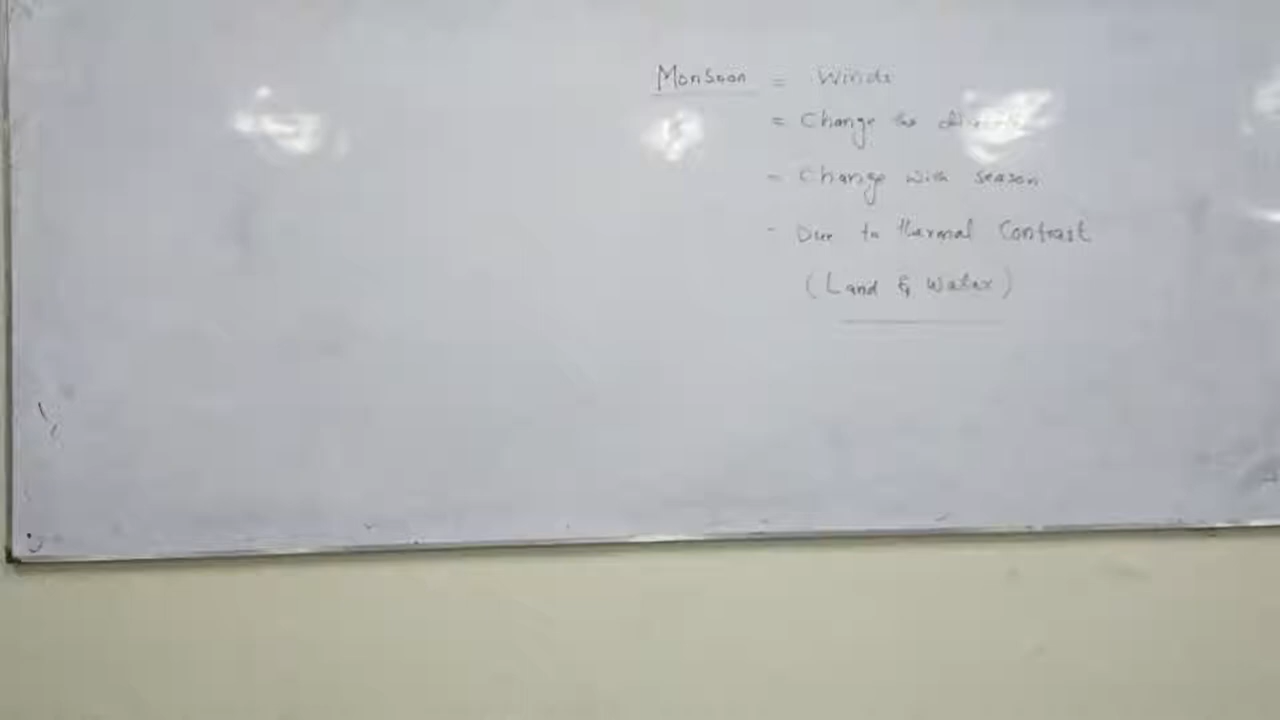 Monsoon = Winds
= Change the
- Change with season
- Due to thermal Contrast
(Land & Water)